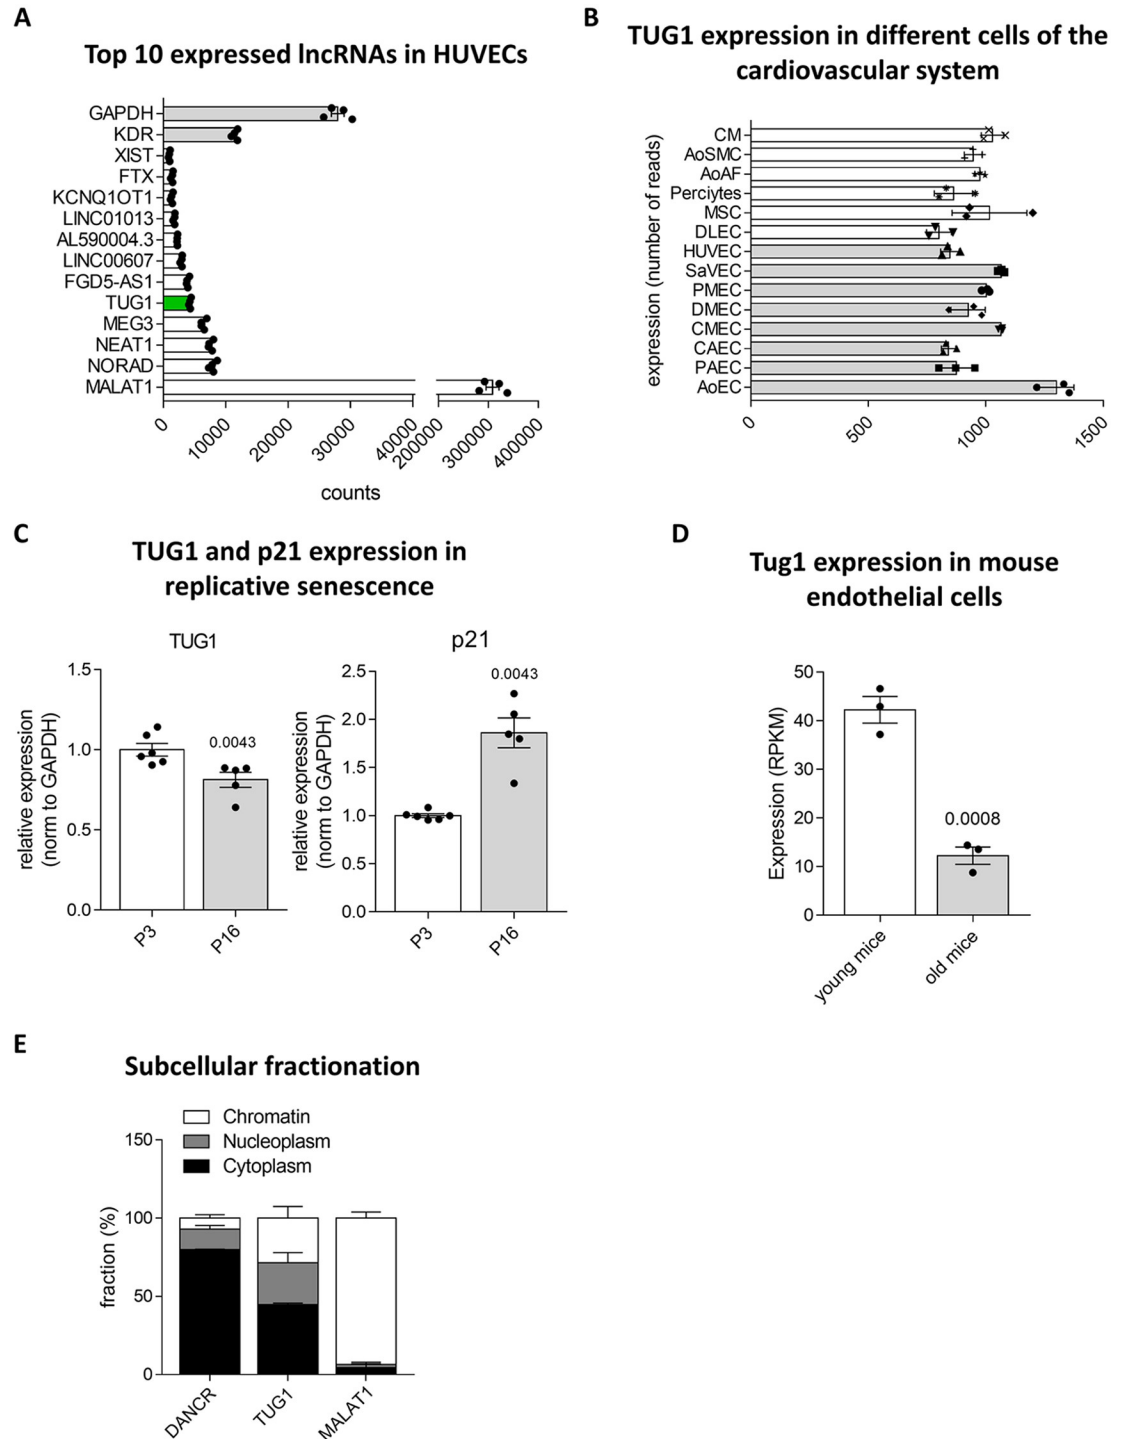 A
Top 10 expressed lncRNAs in HUVECs
GAPDH
KDR
XIST
FTX
KCNQ1OT1
LINC01013
AL590004.3
LINC00607
FGD5-AS1
TUG1
MEG3
NEAT1
NORAD
MALAT1
0
10000
20000
30000
40000
200000
300000
400000
counts
B
TUG1 expression in different cells of the
cardiovascular system
expression (number of reads)
CM
AoSMC
AoAF
Perciytes
MSC
DLEC
HUVEC
SaVEC
PMEC
DMEC
CMEC
CAEC
PAEC
AoEC
0
500
1000
1500
C
TUG1 and p21 expression in
replicative senescence
TUG1
relative expression
(norm to GAPDH)
1.5
1.0
0.5
0.0
0.0043
P3
P16
p21
relative expression
(norm to GAPDH)
2.5
2.0
1.5
1.0
0.5
0.0
0.0043
P3
P16
D
Tug1 expression in mouse
endothelial cells
Expression (RPKM)
50
40
30
20
10
0
0.0008
young mice
old mice
E
Subcellular fractionation
Chromatin
Nucleoplasm
Cytoplasm
fraction (%)
150
100
50
0
DANCR
TUG1
MALAT1